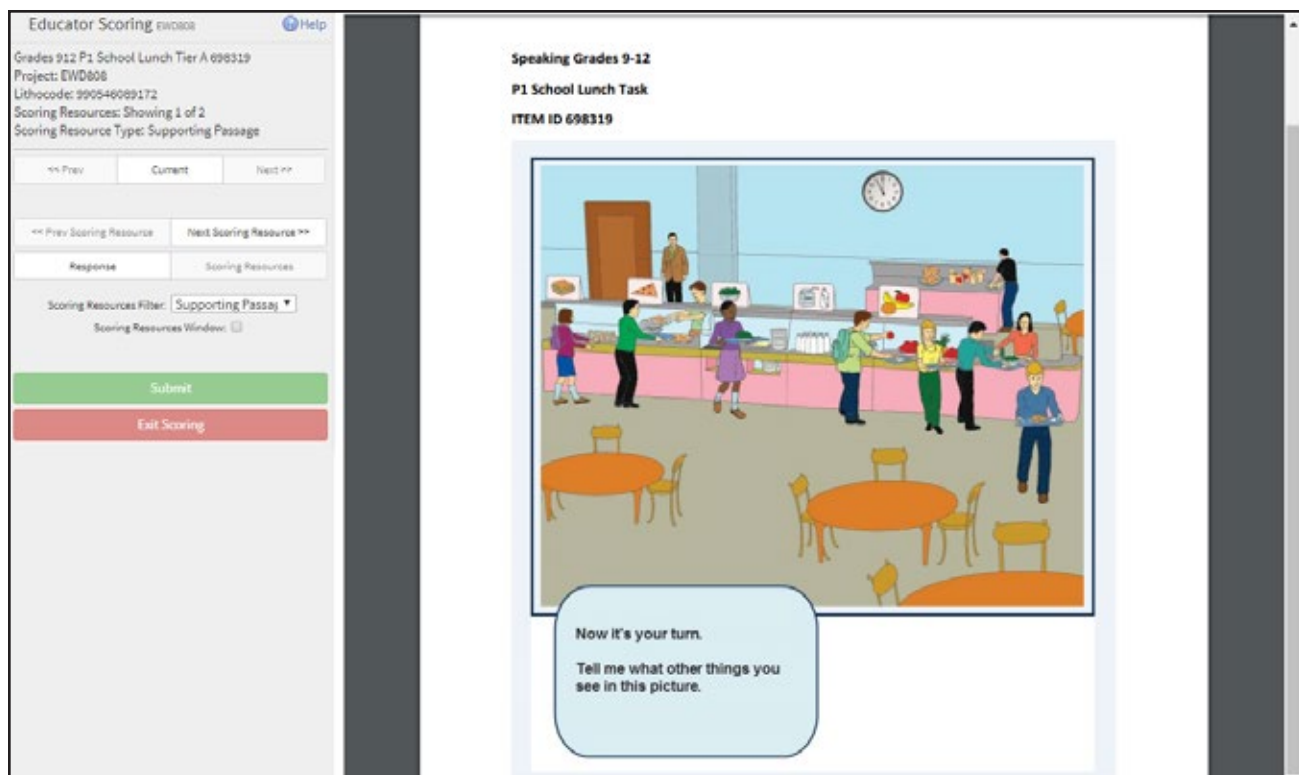 Educator Scoring EWD808
Help
Grades 912 P1 School Lunch Tier A 698319
Project: EWD808
Lithocode: 990546089172
Scoring Resources: Showing 1 of 2
Scoring Resource Type: Supporting Passage
<< Prev
Current
Next >>
<< Prev Scoring Resource
Next Scoring Resource >>
Response
Scoring Resources
Scoring Resources Filter: Supporting Passag
Scoring Resources Window:
Submit
Exit Scoring
Speaking Grades 9-12
P1 School Lunch Task
ITEM ID 698319
Now it's your turn.
Tell me what other things you
see in this picture.